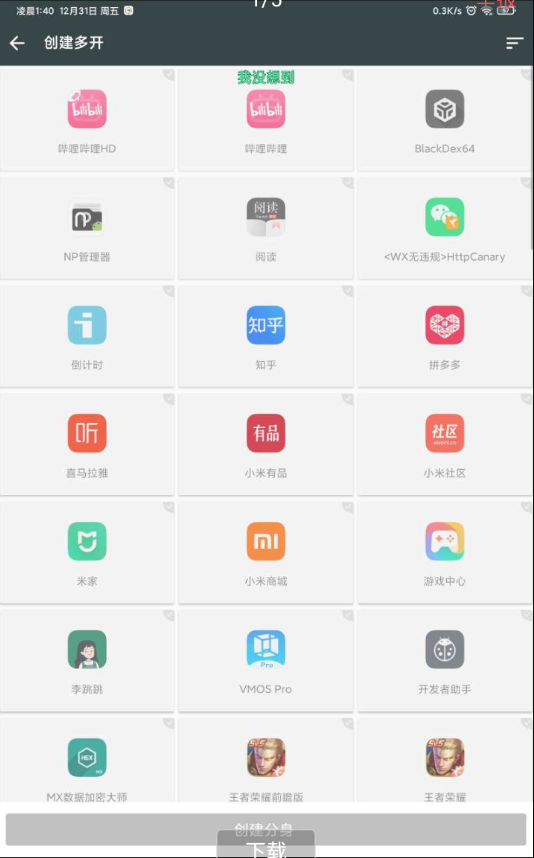 1/5
凌晨1:40 12月31日 周五
0.3K/s
创建多开
我没想到
bilibili
bilibili
哔哩哔哩HD
哔哩哔哩
BlackDex64
阅读
NP管理器
阅读
<WX无违规>HttpCanary
知乎
倒计时
知乎
拼多多
听
有品
社区
喜马拉雅
小米有品
小米社区
米家
小米商城
游戏中心
Pro
李跳跳
VMOS Pro
开发者助手
HEX
MX数据加密大师
王者荣耀前瞻版
王者荣耀
创建分身
下载